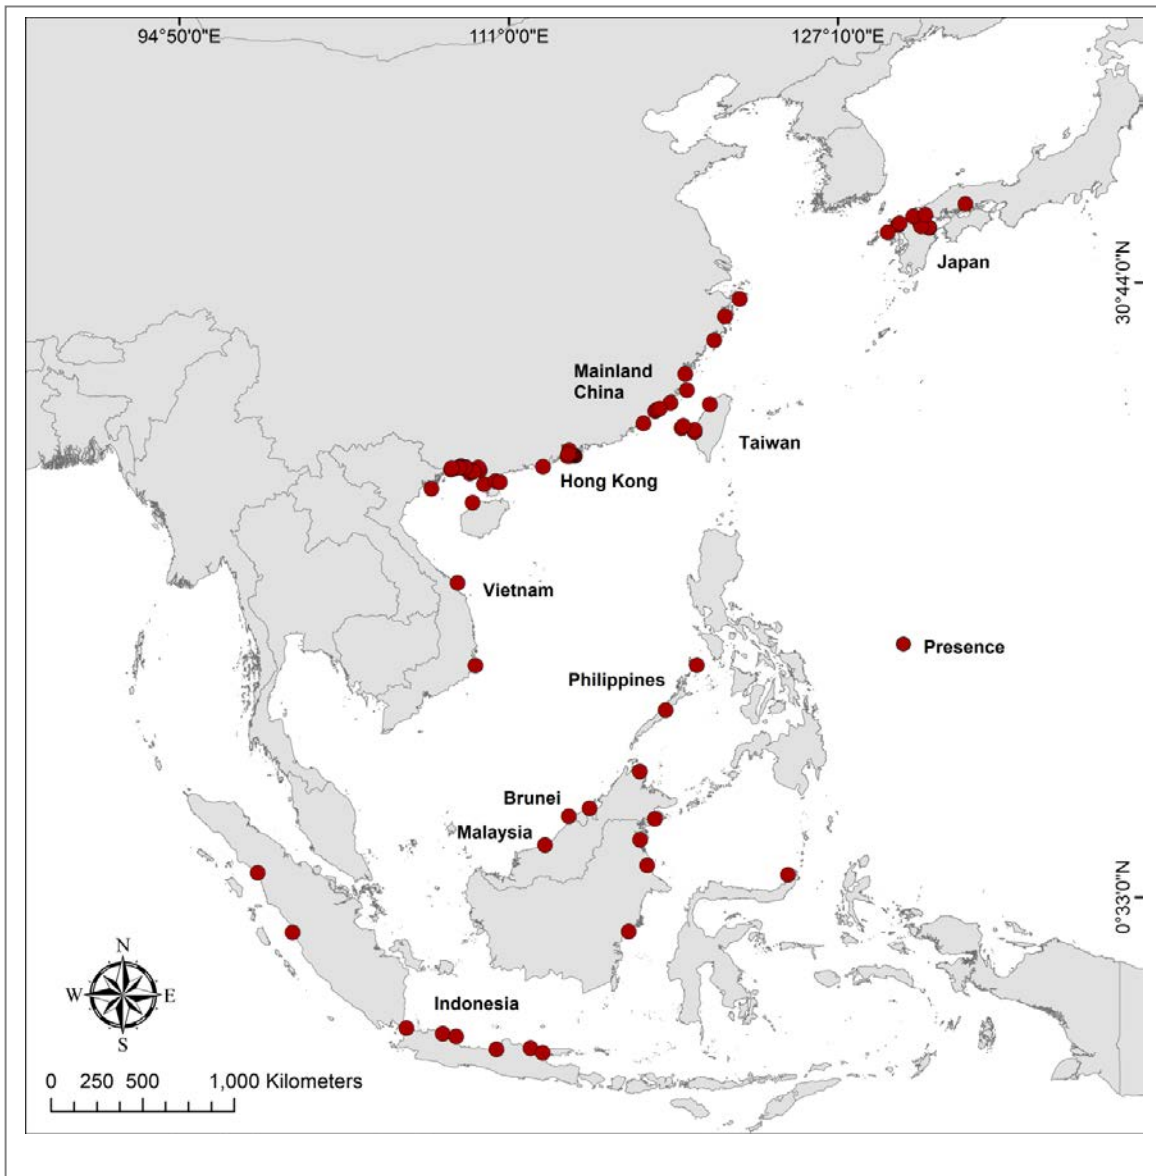 94°50'0"E
111°0'0"E
127°10'0"E
30°44'0"N
Japan
Mainland
China
Taiwan
Hong Kong
Vietnam
Presence
Philippines
Brunei
Malaysia
0°33'0"N
N
W E
S
Indonesia
0 250 500 1,000 Kilometers